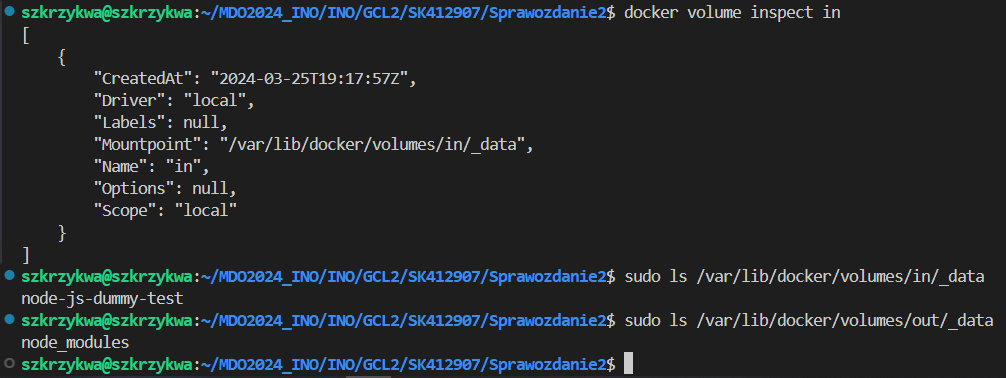 szkrzykwa@szkrzykwa:~/MDO2024_INO/INO/GCL2/SK412907/Sprawozdanie2$ docker volume inspect in
[
    {
        "CreatedAt": "2024-03-25T19:17:57Z",
        "Driver": "local",
        "Labels": null,
        "Mountpoint": "/var/lib/docker/volumes/in/_data",
        "Name": "in",
        "Options": null,
        "Scope": "local"
    }
]
szkrzykwa@szkrzykwa:~/MDO2024_INO/INO/GCL2/SK412907/Sprawozdanie2$ sudo ls /var/lib/docker/volumes/in/_data
node-js-dummy-test
szkrzykwa@szkrzykwa:~/MDO2024_INO/INO/GCL2/SK412907/Sprawozdanie2$ sudo ls /var/lib/docker/volumes/out/_data
node_modules
szkrzykwa@szkrzykwa:~/MDO2024_INO/INO/GCL2/SK412907/Sprawozdanie2$